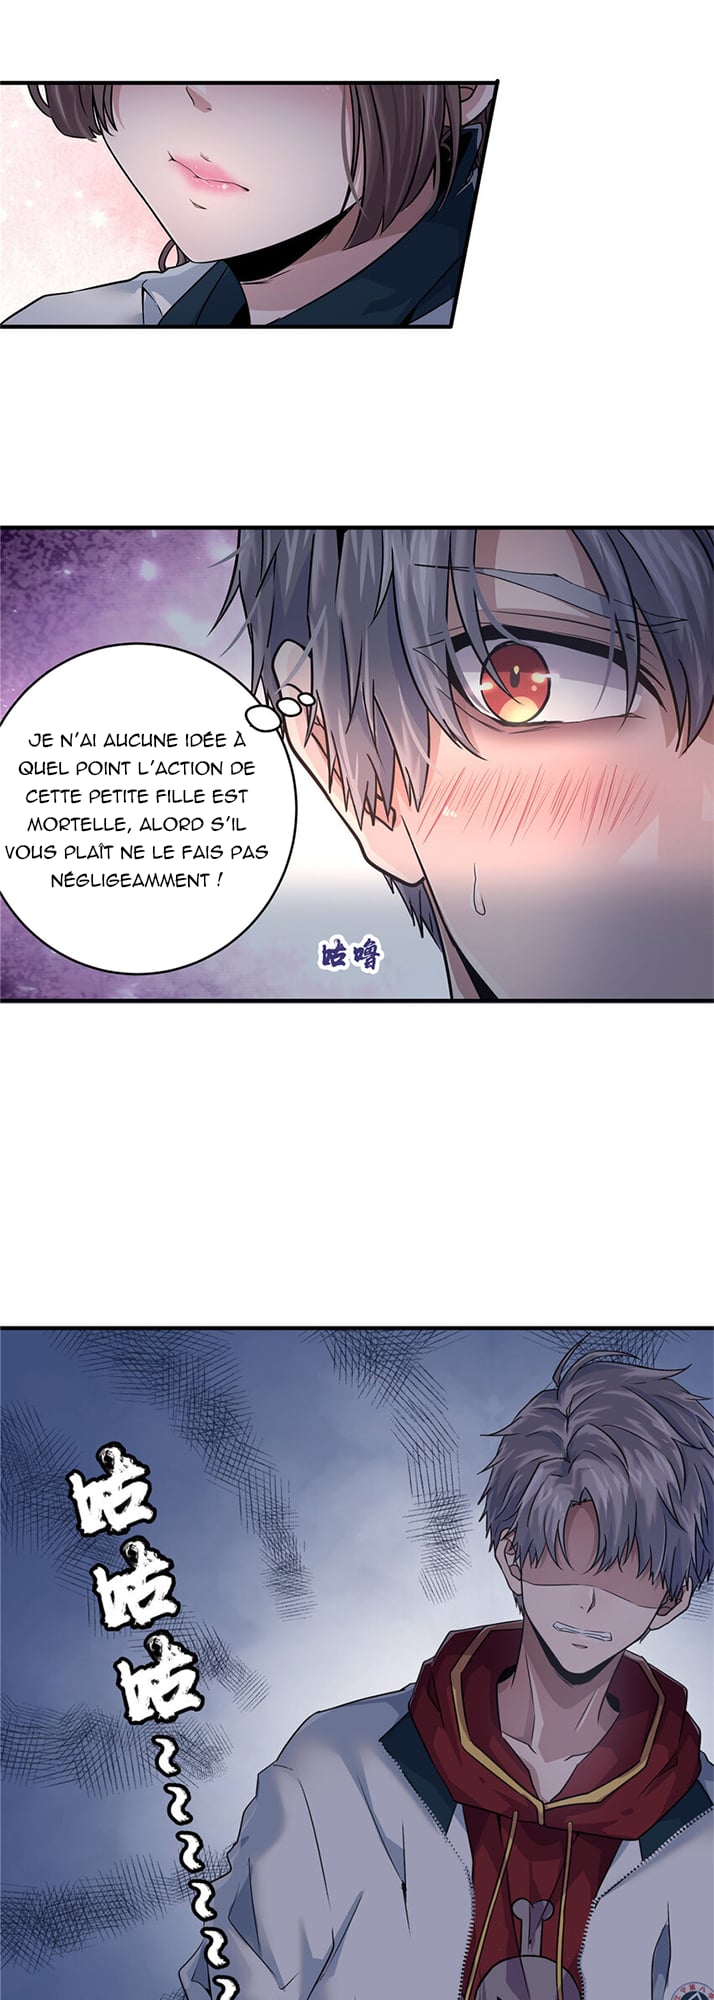 JE N'AI AUCUNE IDÉE À
QUEL POINT L'ACTION DE
CETTE PETITE FILLE EST
MORTELLE, ALORD S'IL
VOUS PLAÎT NE LE FAIS PAS
NÉGLIGEAMMENT !
咕噜
咕
咕
咕
~~~~~~